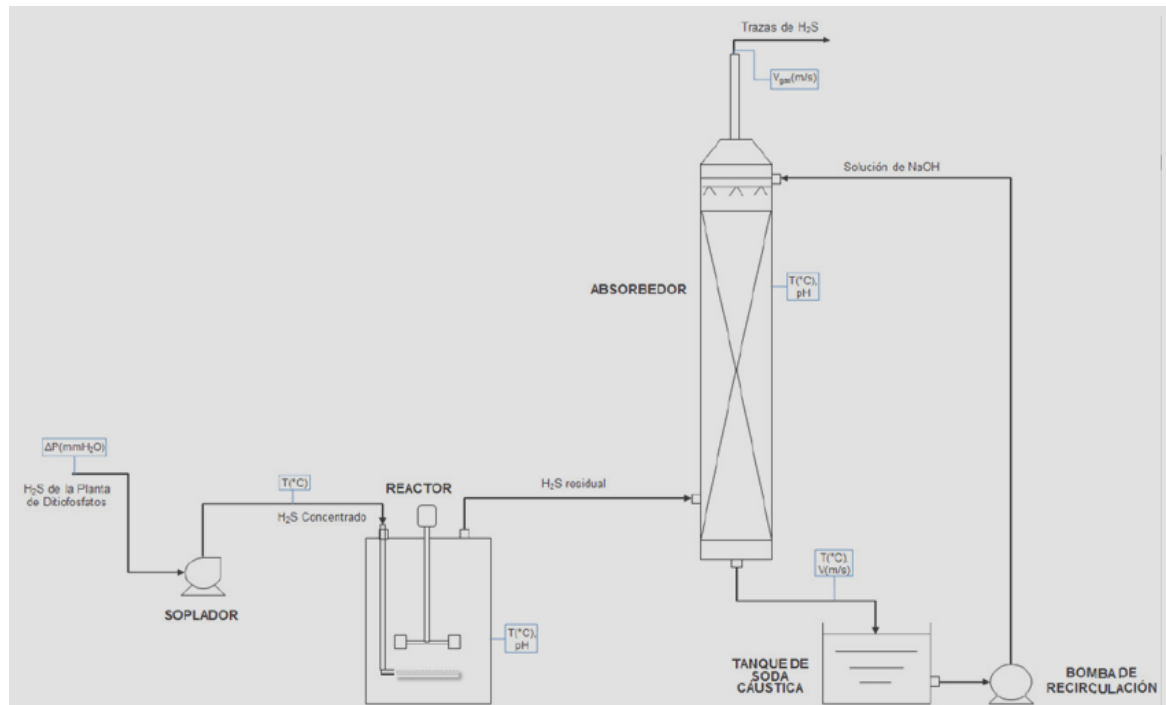 Trazas de H₂S
V gas(m/s)
Solución de NaOH
ABSORBEDOR
T(°C),
pH
ΔP(mmH₂O)
H₂S de la Planta
de Ditiofosfatos
T(°C)
H₂S Concentrado
REACTOR
H₂S residual
SOPLADOR
T(°C),
pH
T(°C),
V(m/s)
TANQUE DE
SODA
CÁUSTICA
BOMBA DE
RECIRCULACIÓN